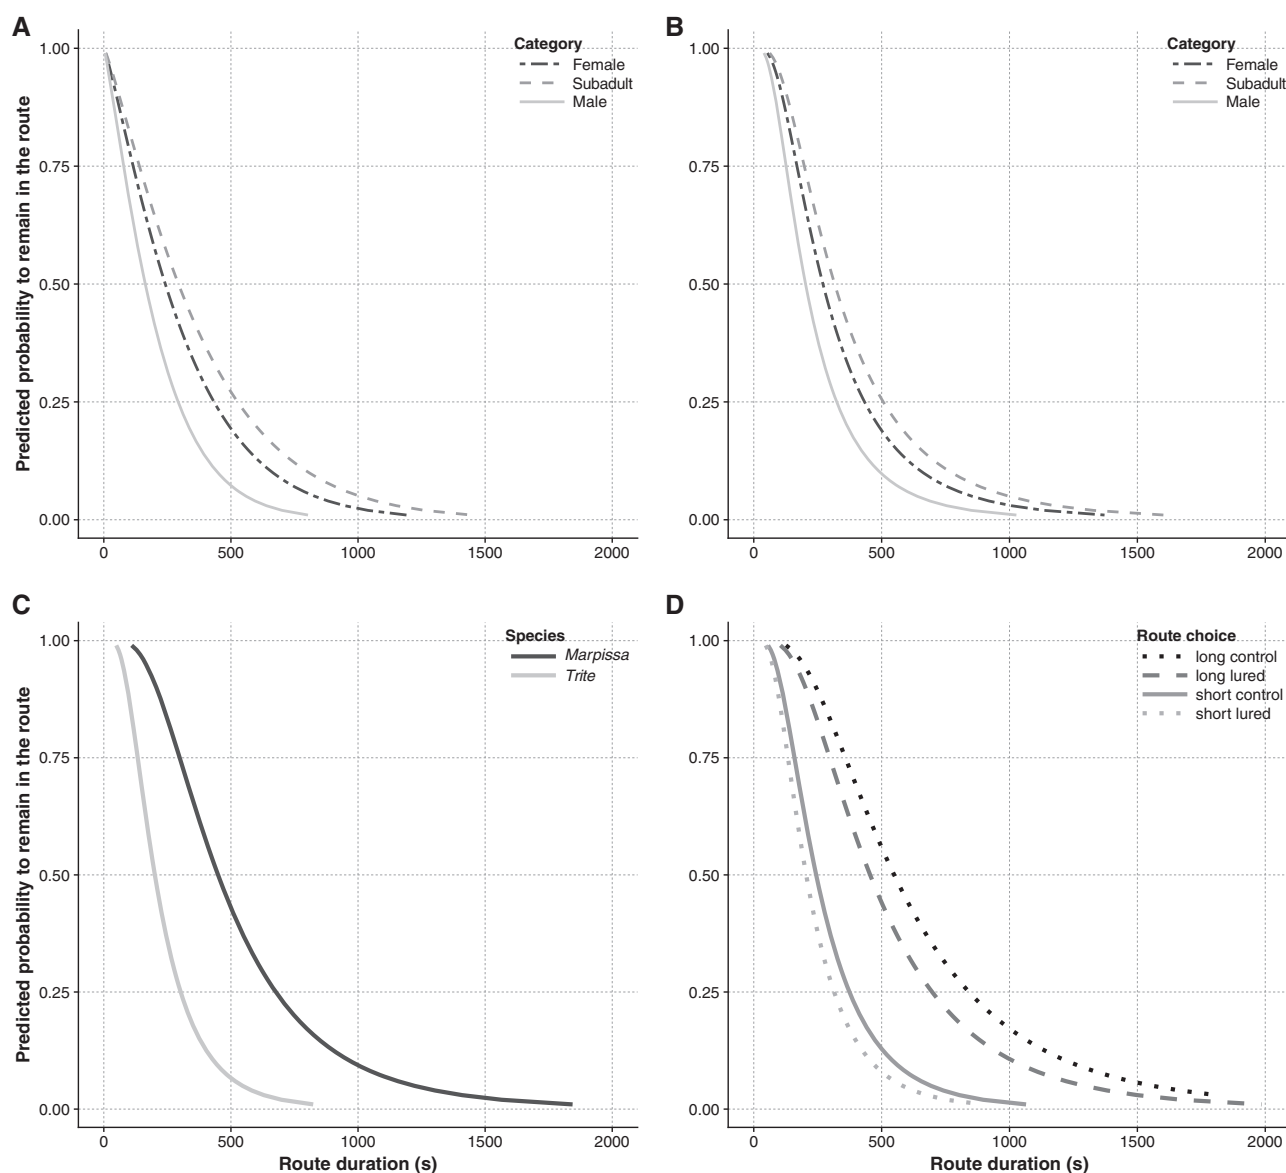 A
B
Category
Female
Subadult
Male
Category
Female
Subadult
Male
Predicted probability to remain in the route
1.00
0.75
0.50
0.25
0.00
1.00
0.75
0.50
0.25
0.00
0
500
1000
1500
2000
0
500
1000
1500
2000
C
D
Species
Marpissa
Trite
Route choice
long control
long lured
short control
short lured
Predicted probability to remain in the route
1.00
0.75
0.50
0.25
0.00
1.00
0.75
0.50
0.25
0.00
0
500
1000
1500
2000
0
500
1000
1500
2000
Route duration (s)
Route duration (s)